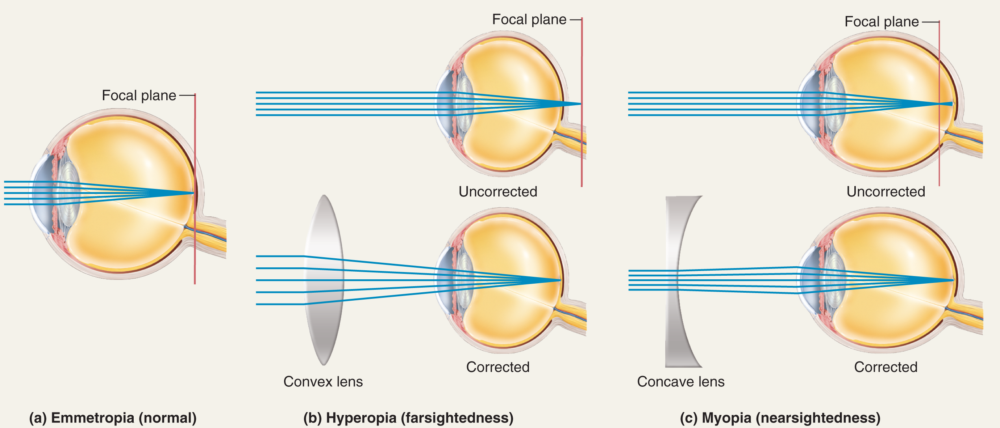 Focal plane
(a) Emmetropia (normal)
Focal plane
Uncorrected
Convex lens
Corrected
(b) Hyperopia (farsightedness)
Focal plane
Uncorrected
Concave lens
Corrected
(c) Myopia (nearsightedness)